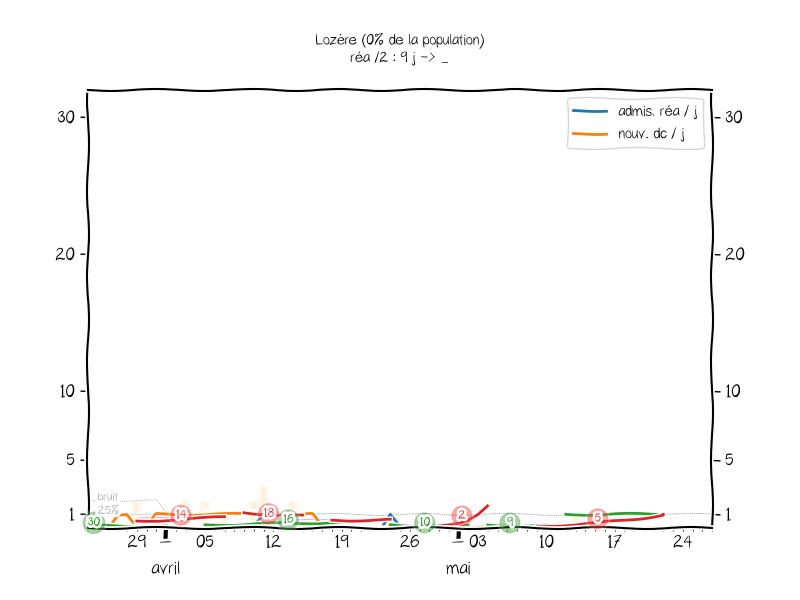 Lozère (0% de la population)
réa /2 : 9 j -> _
30 30
admis. réa / j
nouv. dc / j
20 20
10 10
5 5
bruit
25%
1 1
30 14 18 16 10 2 9 5
29 05 12 19 26 03 10 17 24
avril mai